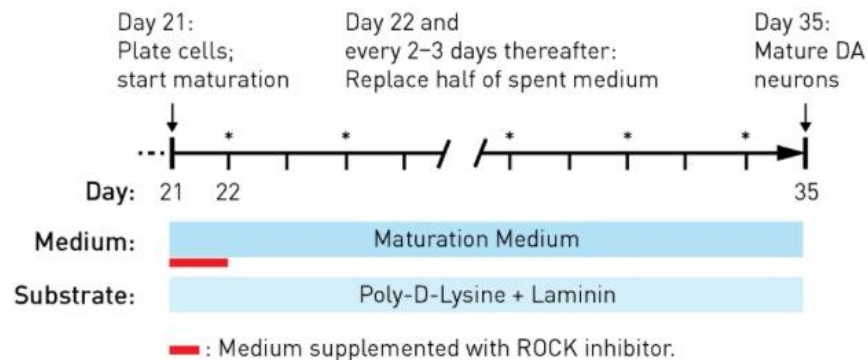 Day 21:
Plate cells;
start maturation
Day 22 and
every 2–3 days thereafter:
Replace half of spent medium
Day 35:
Mature DA
neurons
* * * * *
Day: 21 22 35
Medium: Maturation Medium
Substrate: Poly-D-Lysine + Laminin
: Medium supplemented with ROCK inhibitor.